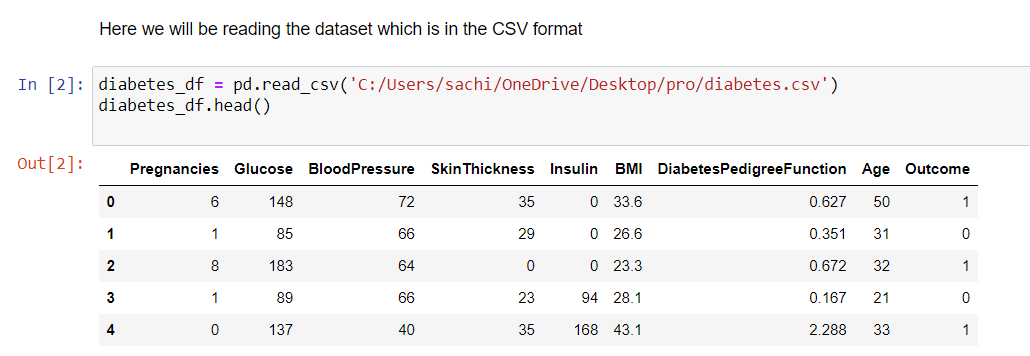 Here we will be reading the dataset which is in the CSV format
In [2]: diabetes_df = pd.read_csv('C:/Users/sachi/OneDrive/Desktop/pro/diabetes.csv')
diabetes_df.head()
Out[2]:
Pregnancies Glucose BloodPressure SkinThickness Insulin BMI DiabetesPedigreeFunction Age Outcome
0 6 148 72 35 0 33.6 0.627 50 1
1 1 85 66 29 0 26.6 0.351 31 0
2 8 183 64 0 0 23.3 0.672 32 1
3 1 89 66 23 94 28.1 0.167 21 0
4 0 137 40 35 168 43.1 2.288 33 1